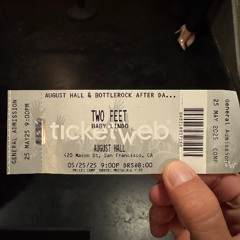 AUGUST HALL & BOTTLEROCK AFTER DA...
TWO FEET
BABY LINDO
ticketweb
AUGUST HALL
420 Mason St, San Francisco, CA
05/25/25 9:00P DRS@8:00
GENERAL ADMISSION
25 MAY25 9:00P
General Admission
25 MAY 2025 COMP